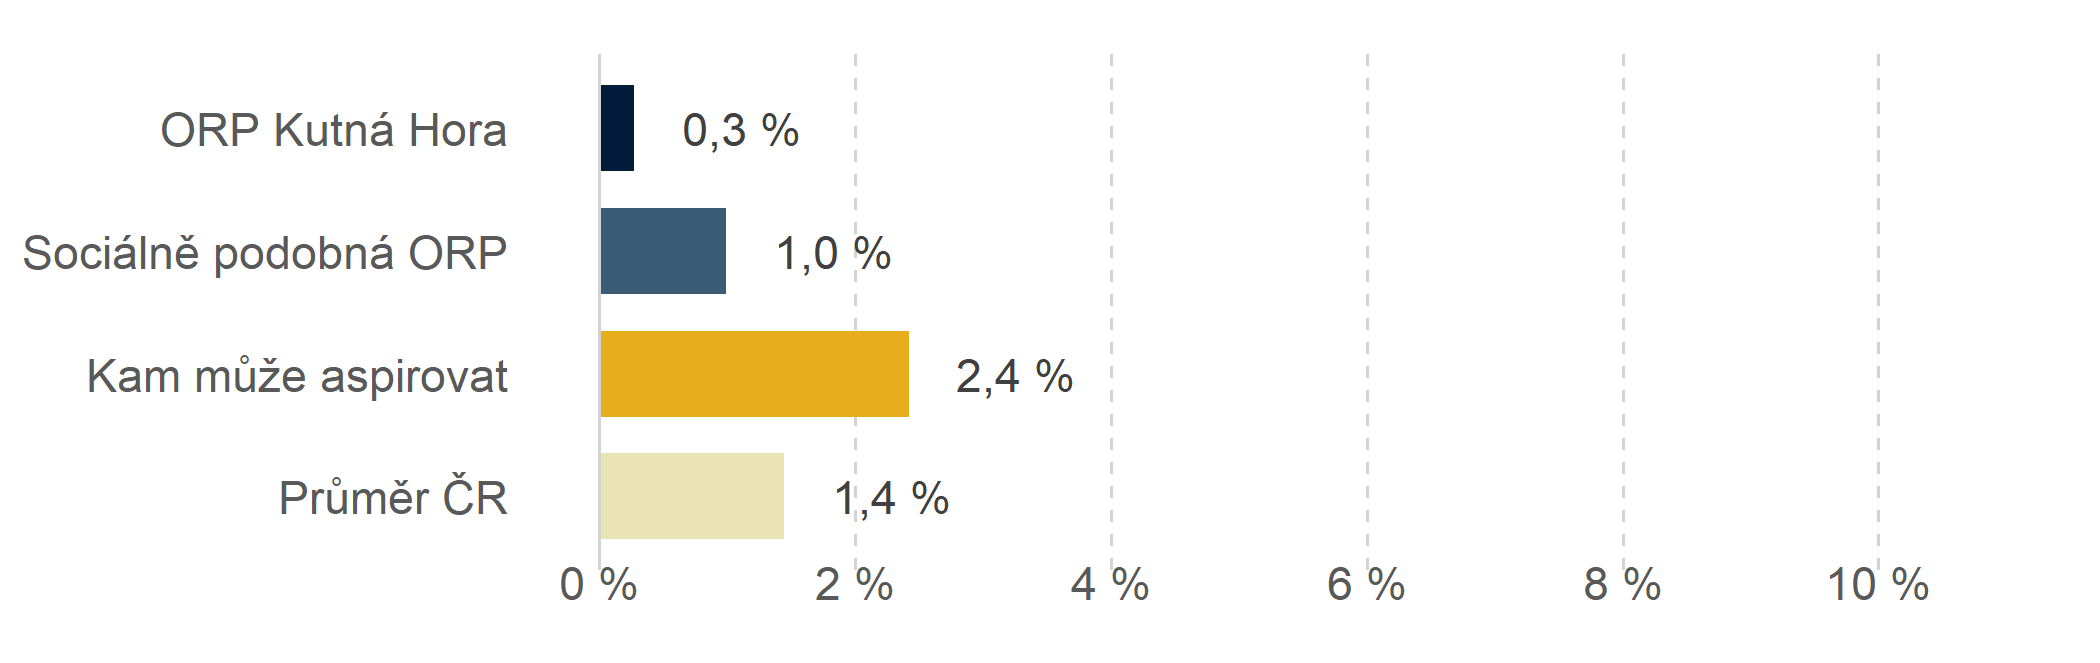 ORP Kutná Hora 0,3 %
Sociálně podobná ORP 1,0 %
Kam může aspirovat 2,4 %
Průměr ČR 1,4 %
0 % 2 % 4 % 6 % 8 % 10 %